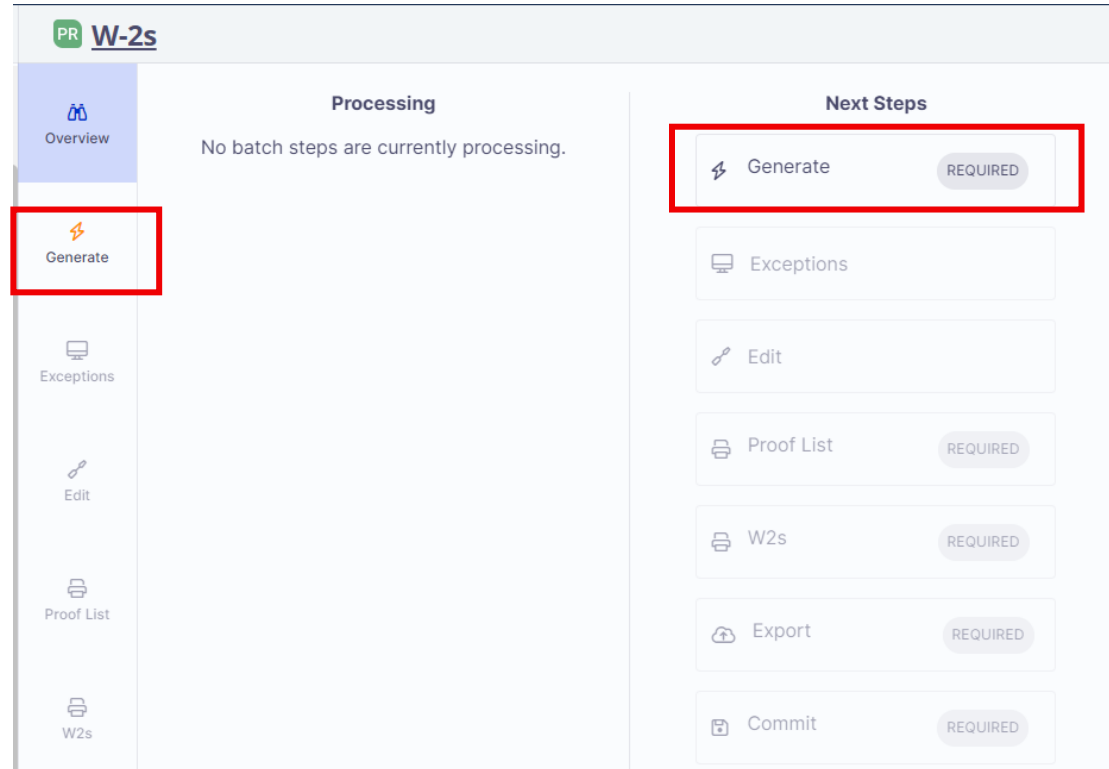 PR W-2s
Overview
Generate
Exceptions
Edit
Proof List
W2s
Processing
No batch steps are currently processing.
Next Steps
Generate REQUIRED
Exceptions
Edit
Proof List REQUIRED
W2s REQUIRED
Export REQUIRED
Commit REQUIRED